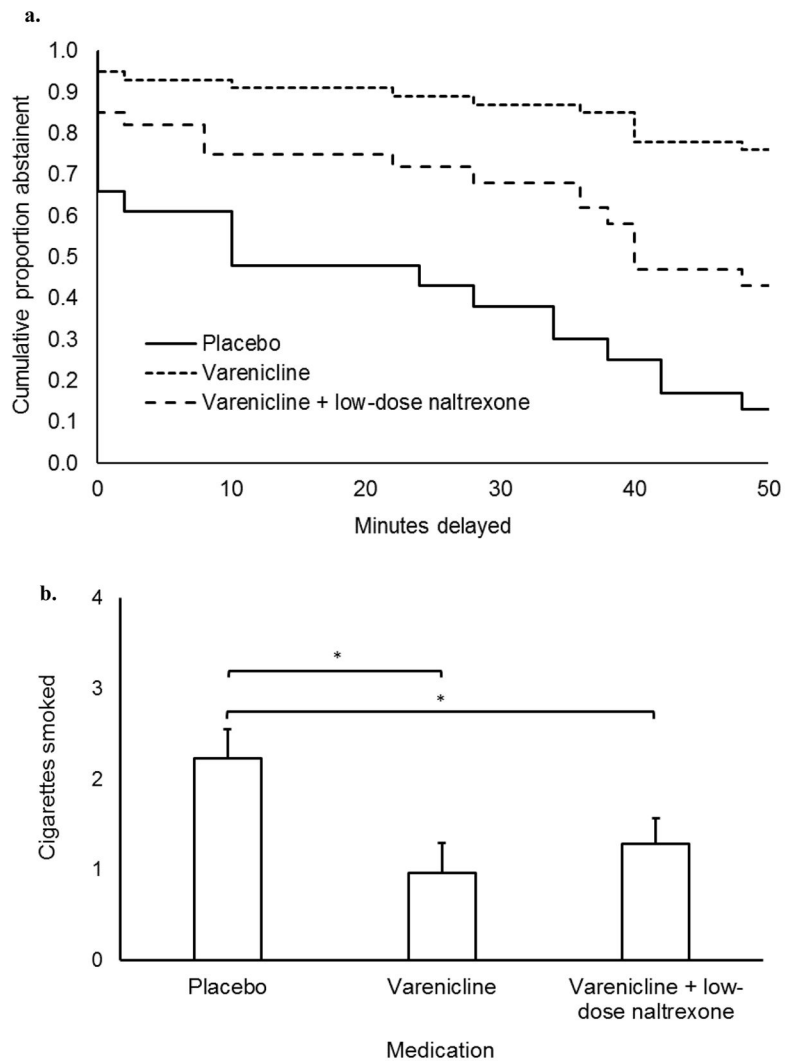 a.
1.0
0.9
0.8
0.7
0.6
0.5
0.4
0.3
0.2
0.1
0.0
Cumulative proportion abstainent
Placebo
Varenicline
Varenicline + low-dose naltrexone
0 10 20 30 40 50
Minutes delayed
b.
4
3
2
1
0
Cigarettes smoked
*
*
Placebo Varenicline Varenicline + low-
dose naltrexone
Medication